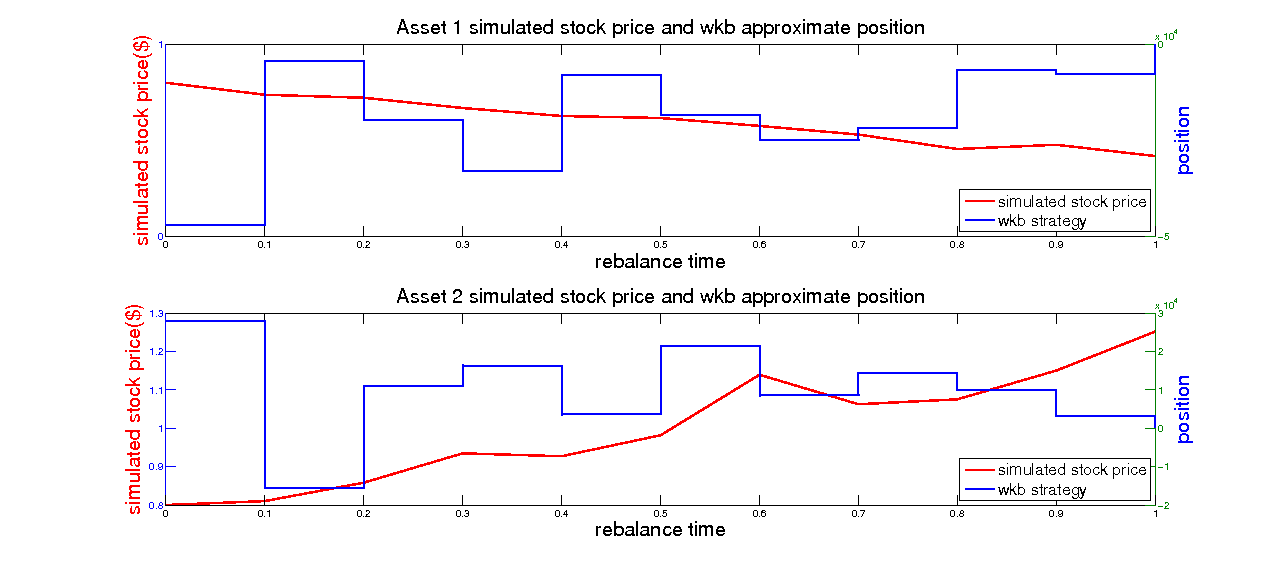 Asset 1 simulated stock price and wkb approximate position
x 10^4
simulated stock price($)
1
0
0
-5
position
simulated stock price
wkb strategy
0 0.1 0.2 0.3 0.4 0.5 0.6 0.7 0.8 0.9 1
rebalance time
Asset 2 simulated stock price and wkb approximate position
x 10^4
simulated stock price($)
1.3
1.2
1.1
1
0.9
0.8
3
2
1
0
-1
-2
position
simulated stock price
wkb strategy
0 0.1 0.2 0.3 0.4 0.5 0.6 0.7 0.8 0.9 1
rebalance time